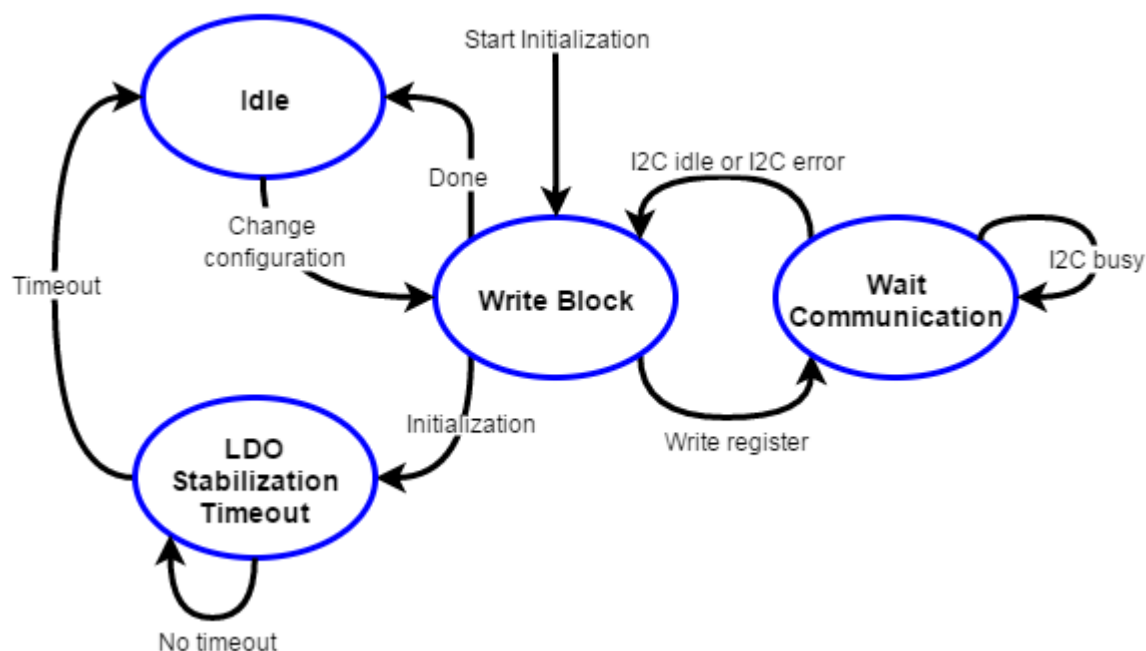 Start Initialization
Idle
I2C idle or I2C error
Done
Change
configuration
I2C busy
Timeout
Write Block
Wait
Communication
Initialization
Write register
LDO
Stabilization
Timeout
No timeout